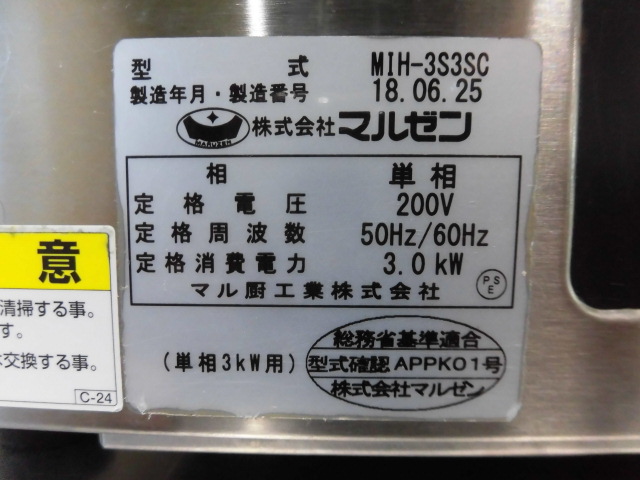 型 式 MIH-3S3SC
製造年月・製造番号 18.06.25
MARUZEN 株式会社マルゼン
相 単相
定格電圧 200V
定格周波数 50Hz/60Hz
定格消費電力 3.0kW
マル厨工業株式会社 PSE
(単相3kW用)
総務省基準適合
型式確認 APPK01号
株式会社マルゼン
意
清掃する事。
す。
交換する事。
C-24